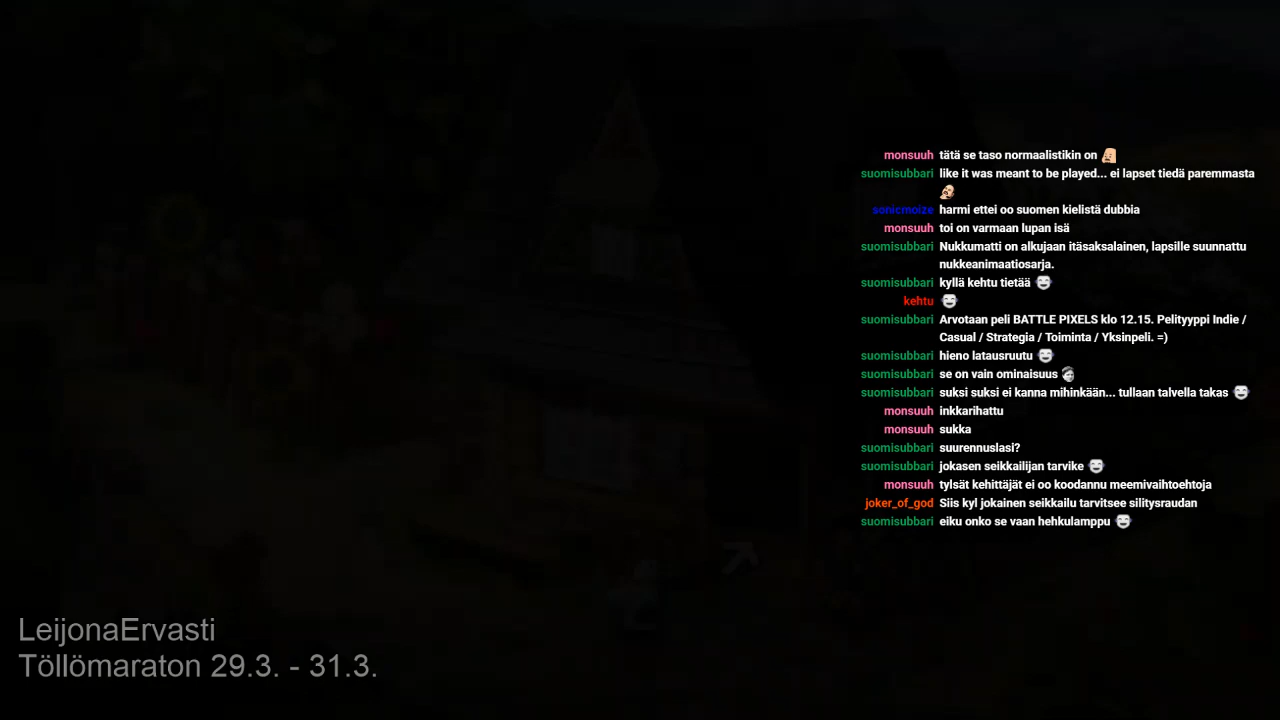 monsuuh tätä se taso normaalistikin on
suomisubbari like it was meant to be played... ei lapset tiedä paremmasta
sonicmoize harmi ettei oo suomen kielistä dubbia
monsuuh toi on varmaan lupan isä
suomisubbari Nukkumatti on alkujaan itäsaksalainen, lapsille suunnattu
nukkeanimaatiosarja.
suomisubbari kyllä kehtu tietää
kehtu
suomisubbari Arvotaan peli BATTLE PIXELS klo 12.15. Pelityyppi Indie /
Casual / Strategia / Toiminta / Yksinpeli. =)
suomisubbari hieno latausruutu
suomisubbari se on vain ominaisuus
suomisubbari suksi suksi ei kanna mihinkään... tullaan talvella takas
monsuuh inkkarihattu
monsuuh sukka
suomisubbari suurennuslasi?
suomisubbari jokasen seikkailijan tarvike
monsuuh tylsät kehittäjät ei oo koodannu meemivaihtoehtoja
joker_of_god Siis kyl jokainen seikkailu tarvitsee silitysraudan
suomisubbari eiku onko se vaan hehkulamppu
LeijonaErvasti
Töllömaraton 29.3. - 31.3.